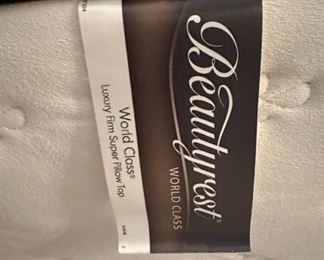 Beautyrest®
WORLD CLASS
World Class®
Luxury Firm Super Pillow Top